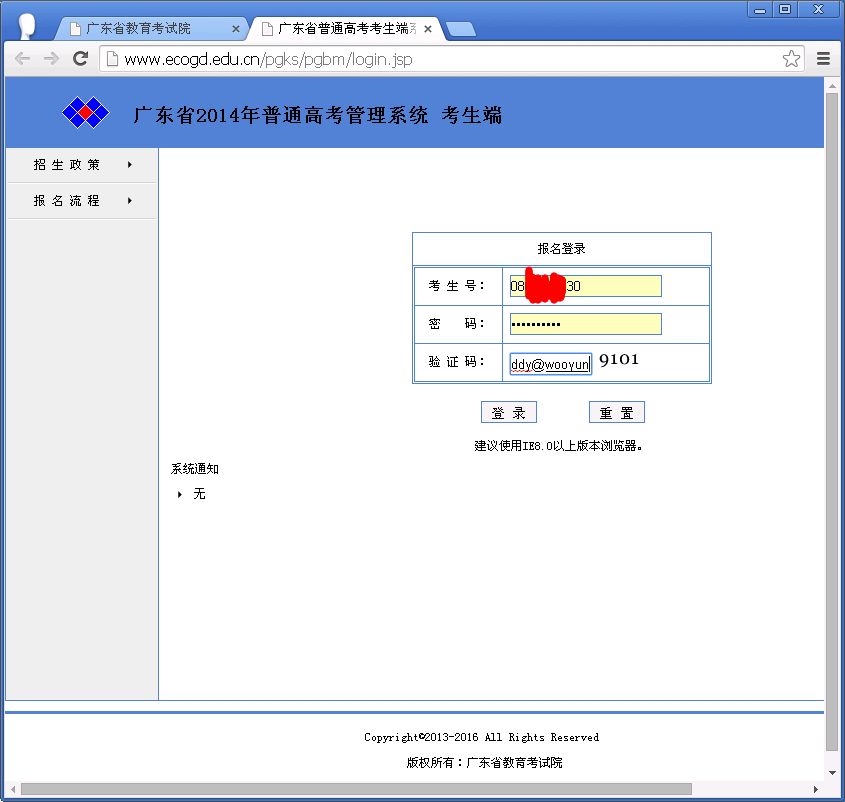 广东省教育考试院
广东省普通高考考生端
www.ecogd.edu.cn/pgks/pgbm/login.jsp
广东省2014年普通高考管理系统 考生端
招 生 政 策
报 名 流 程
报名登录
考 生 号： 08 30
密 码： ••••••••••
验 证 码： ddy@wooyun 9101
登 录 重 置
建议使用IE8.0以上版本浏览器。
系统通知
无
Copyright©2013-2016 All Rights Reserved
版权所有：广东省教育考试院